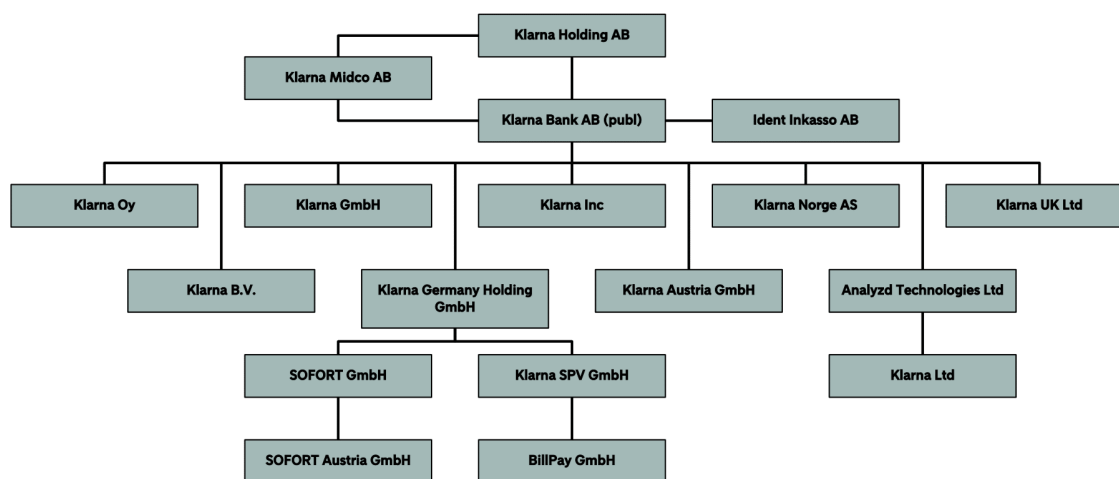 Klarna Holding AB
Klarna Midco AB
Klarna Bank AB (publ)
Ident Inkasso AB
Klarna Oy
Klarna GmbH
Klarna Inc
Klarna Norge AS
Klarna UK Ltd
Klarna B.V.
Klarna Germany Holding
GmbH
Klarna Austria GmbH
Analyzd Technologies Ltd
SOFORT GmbH
Klarna SPV GmbH
Klarna Ltd
SOFORT Austria GmbH
BillPay GmbH